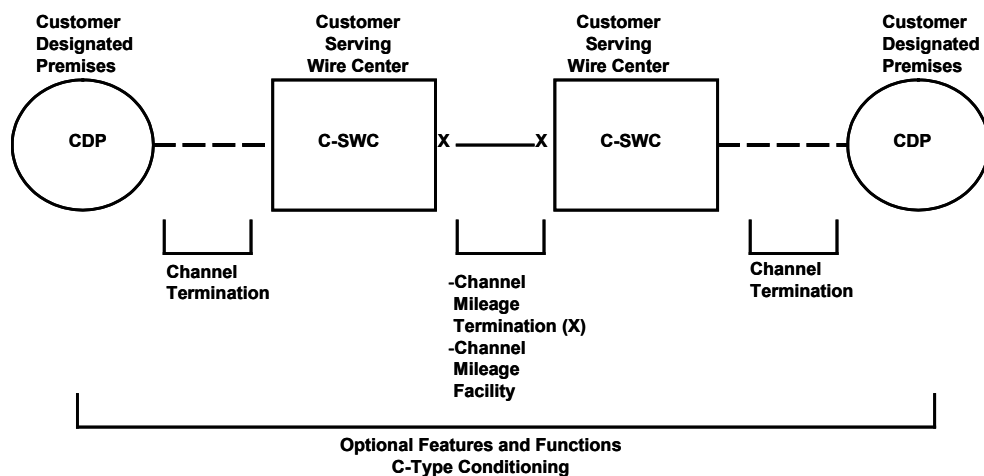 Customer
Designated
Premises
Customer
Serving
Wire Center
Customer
Serving
Wire Center
Customer
Designated
Premises
CDP
C-SWC
X
X
C-SWC
CDP
Channel
Termination
-Channel
Mileage
Termination (X)
-Channel
Mileage
Facility
Channel
Termination
Optional Features and Functions
C-Type Conditioning